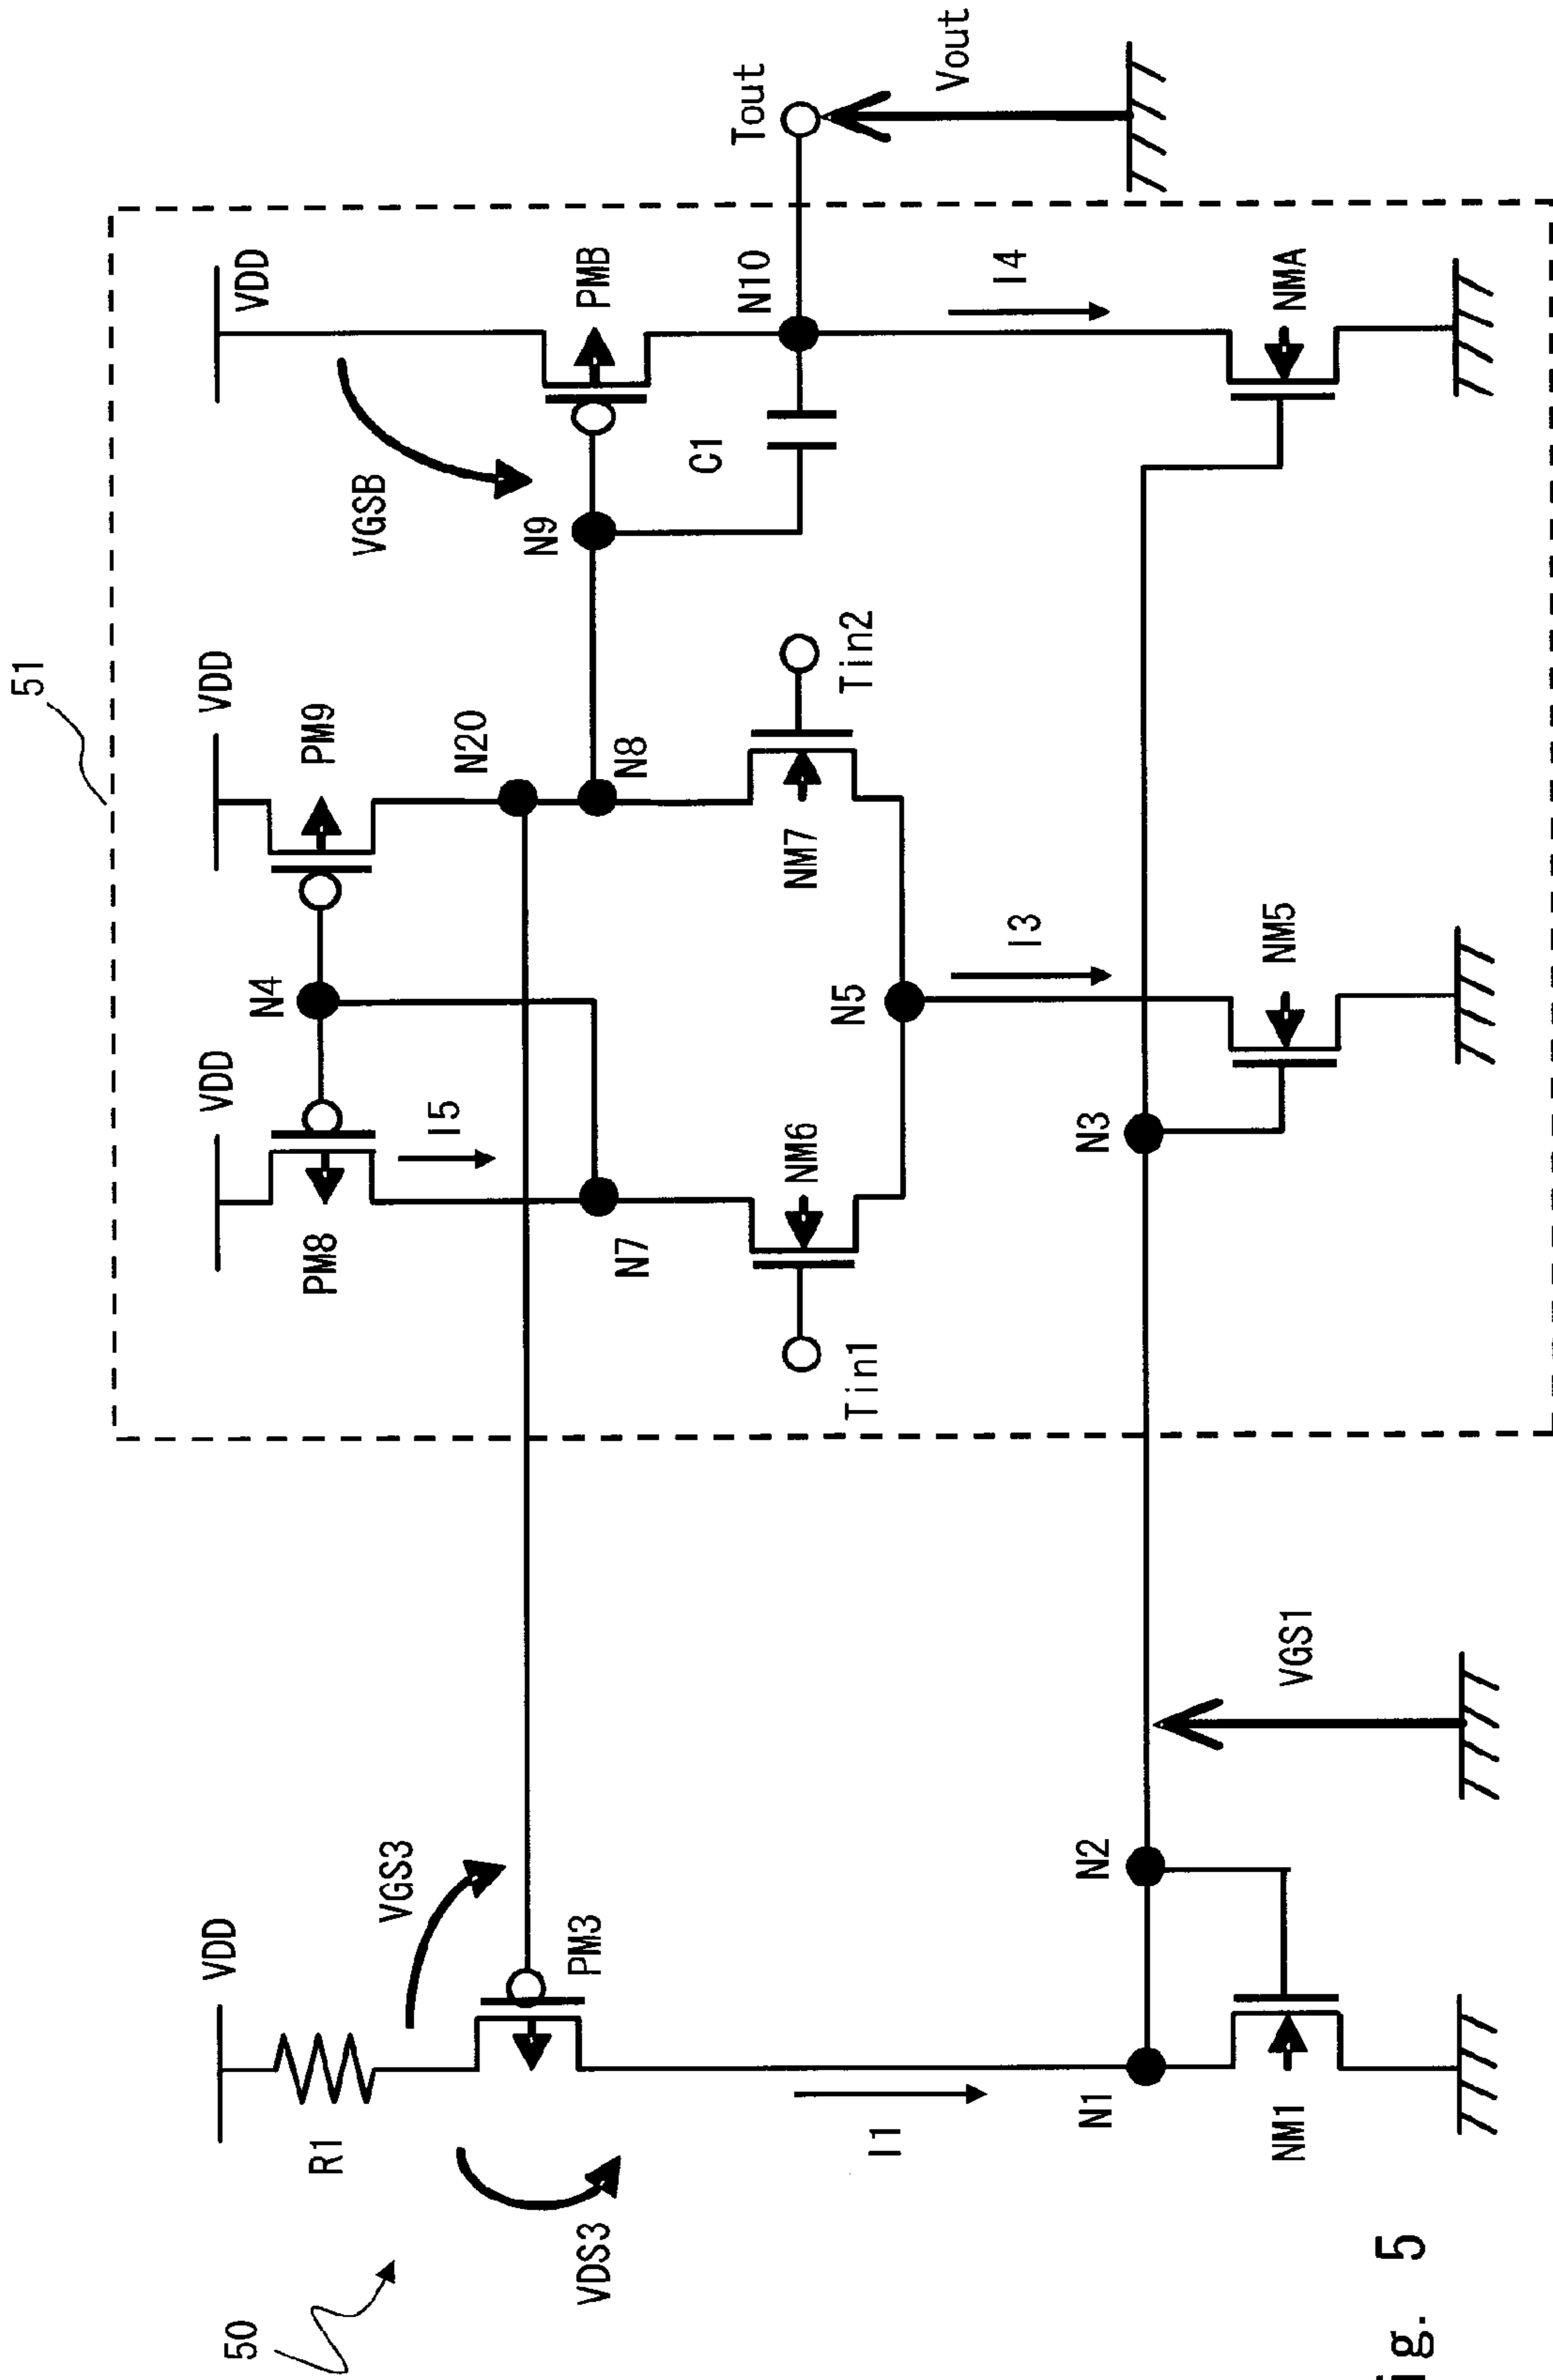 50
51
VDD
R1
VGS3
VDS3
PM3
I1
N1
N2
NM1
VGS1
VDD
PM8
I5
N4
VDD
PM9
N7
N20
N8
Tin1
NM6
NM7
Tin2
N5
I3
N3
NM5
VDD
VGSB
N9
PMB
C1
N10
Tout
Vout
I4
NMA
ig. 5